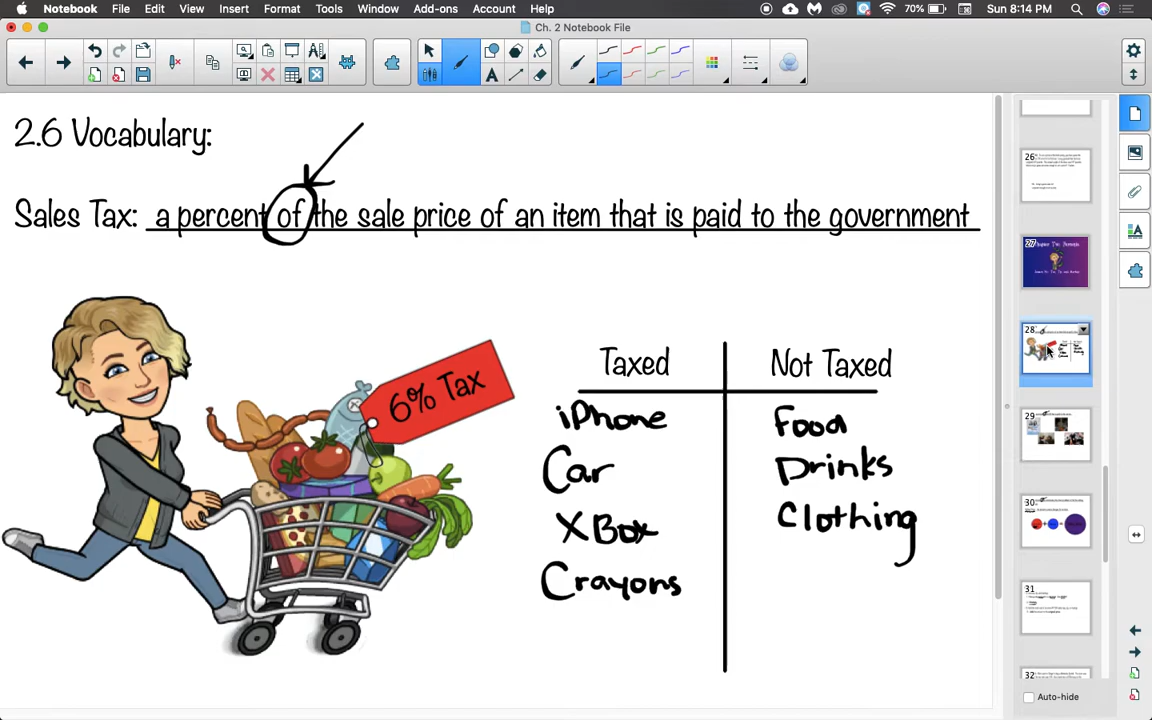 Notebook File Edit View Insert Format Tools Window Add-ons Account Help 70% Sun 8:14 PM
Ch. 2 Notebook File
2.6 Vocabulary:
Sales Tax: a percent of the sale price of an item that is paid to the government
6% Tax
Taxed Not Taxed
iPhone Food
Car Drinks
XBox Clothing
Crayons
26
27
28
29
30
31
32
Auto-hide